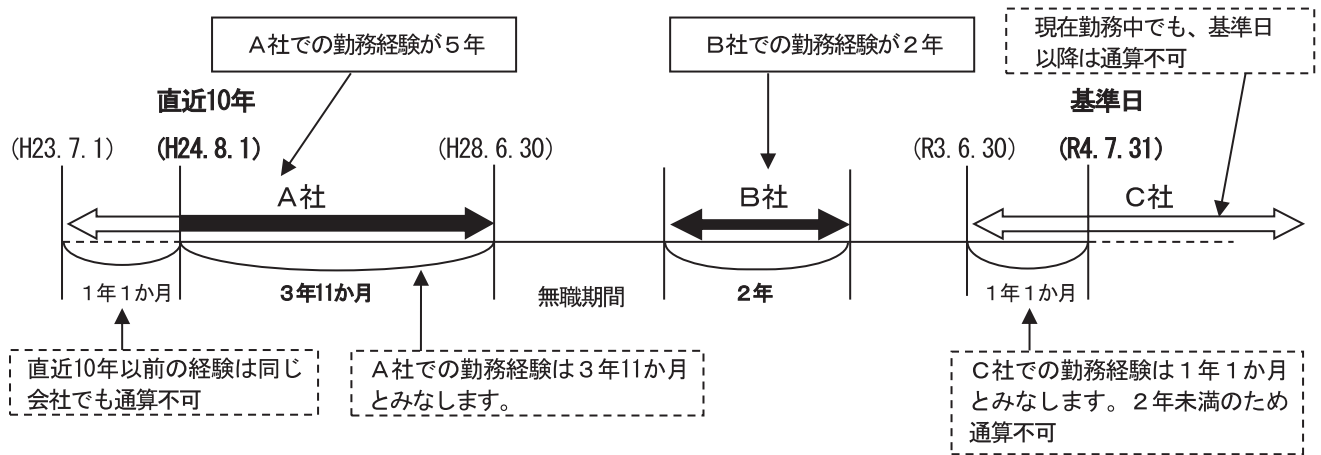 A社での勤務経験が5年
B社での勤務経験が2年
現在勤務中でも、基準日
以降は通算不可
直近10年
基準日
(H23.7.1)
(H24.8.1)
(H28.6.30)
(R3.6.30)
(R4.7.31)
A社
B社
C社
1年1か月
3年11か月
無職期間
2年
1年1か月
直近10年以前の経験は同じ
会社でも通算不可
A社での勤務経験は3年11か月
とみなします。
C社での勤務経験は1年1か月
とみなします。2年未満のため
通算不可